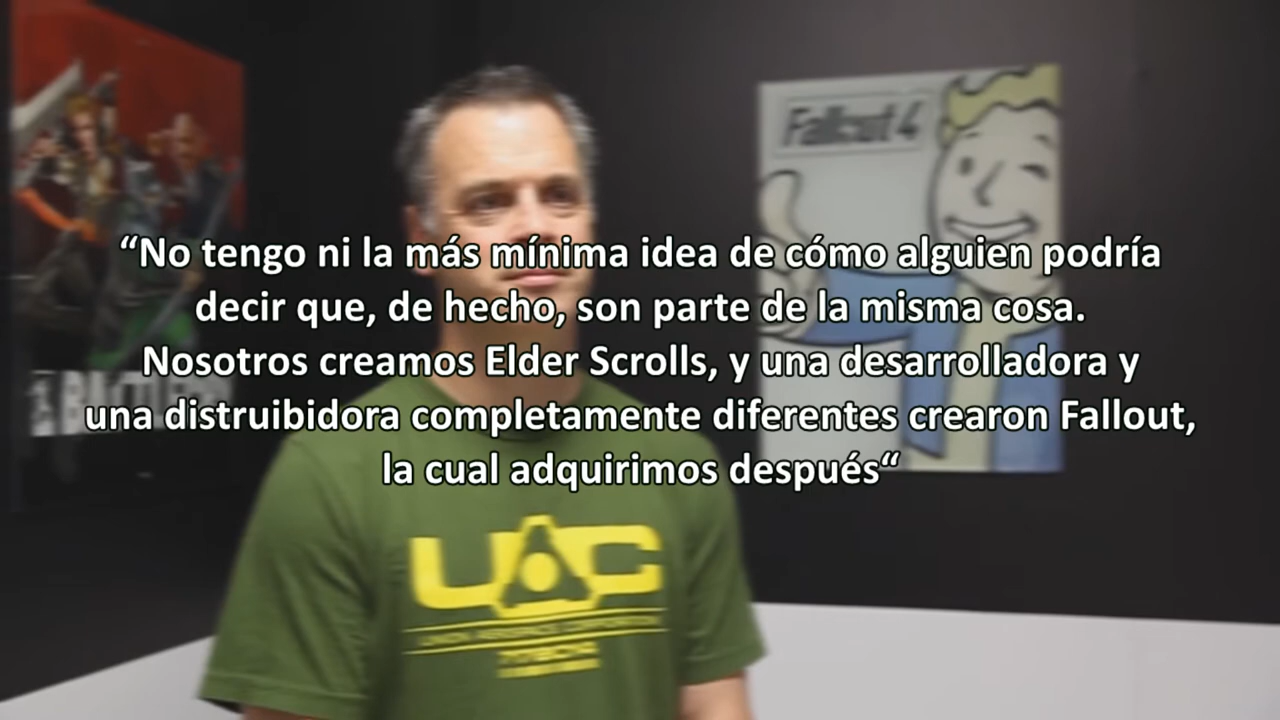 Fallout 4
“No tengo ni la más mínima idea de cómo alguien podría
decir que, de hecho, son parte de la misma cosa.
Nosotros creamos Elder Scrolls, y una desarrolladora y
una distruibidora completamente diferentes crearon Fallout,
la cual adquirimos después“
UAC